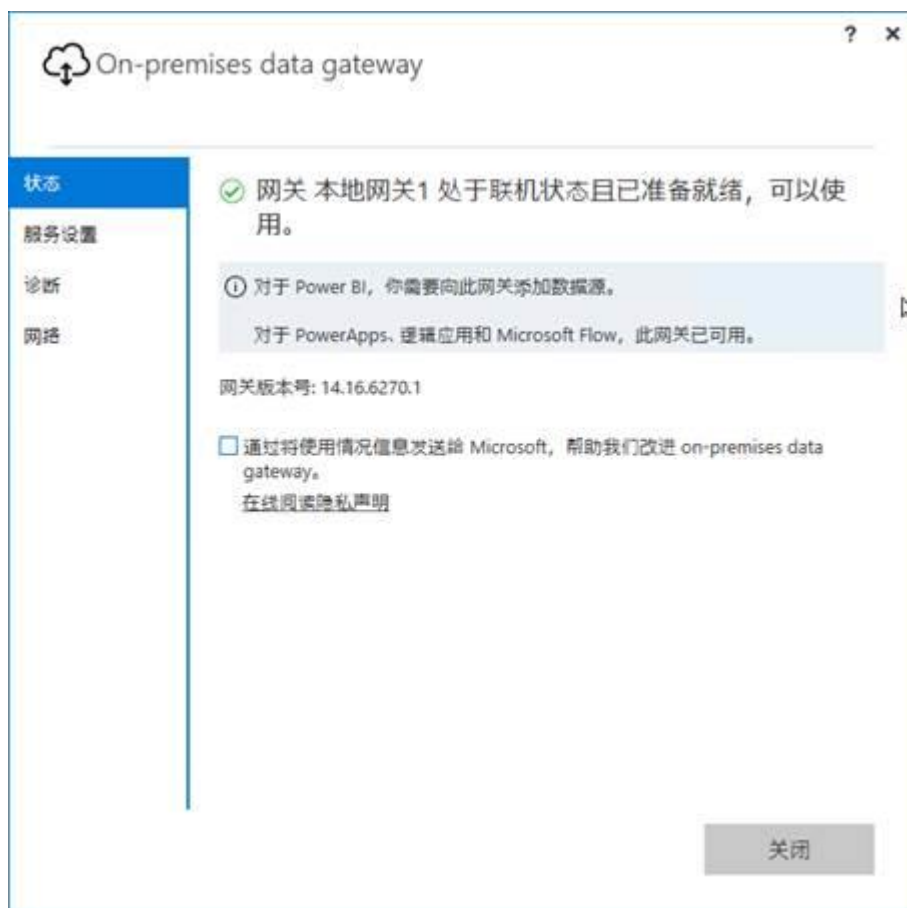 ? ×
On-premises data gateway
状态
服务设置
诊断
网络
网关 本地网关1 处于联机状态且已准备就绪，可以使
用。
对于 Power BI，你需要向此网关添加数据源。
对于 PowerApps、逻辑应用和 Microsoft Flow，此网关已可用。
网关版本号: 14.16.6270.1
通过将使用情况信息发送给 Microsoft，帮助我们改进 on-premises data
gateway。
在线阅读隐私声明
关闭